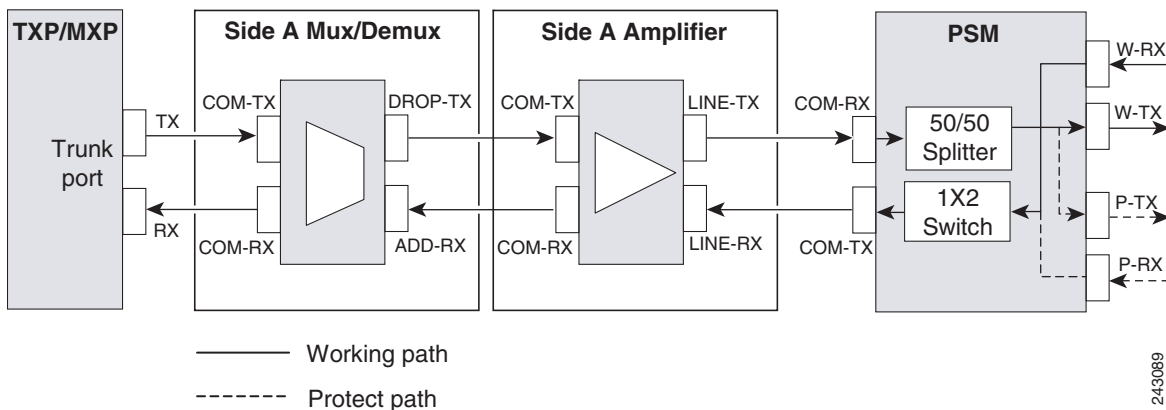 TXP/MXP
Side A Mux/Demux
Side A Amplifier
PSM
W-RX
COM-TX
DROP-TX
COM-TX
LINE-TX
COM-RX
TX
50/50
Splitter
W-TX
Trunk
port
1X2
Switch
P-TX
RX
COM-RX
ADD-RX
COM-RX
LINE-RX
COM-TX
P-RX
Working path
Protect path
243089